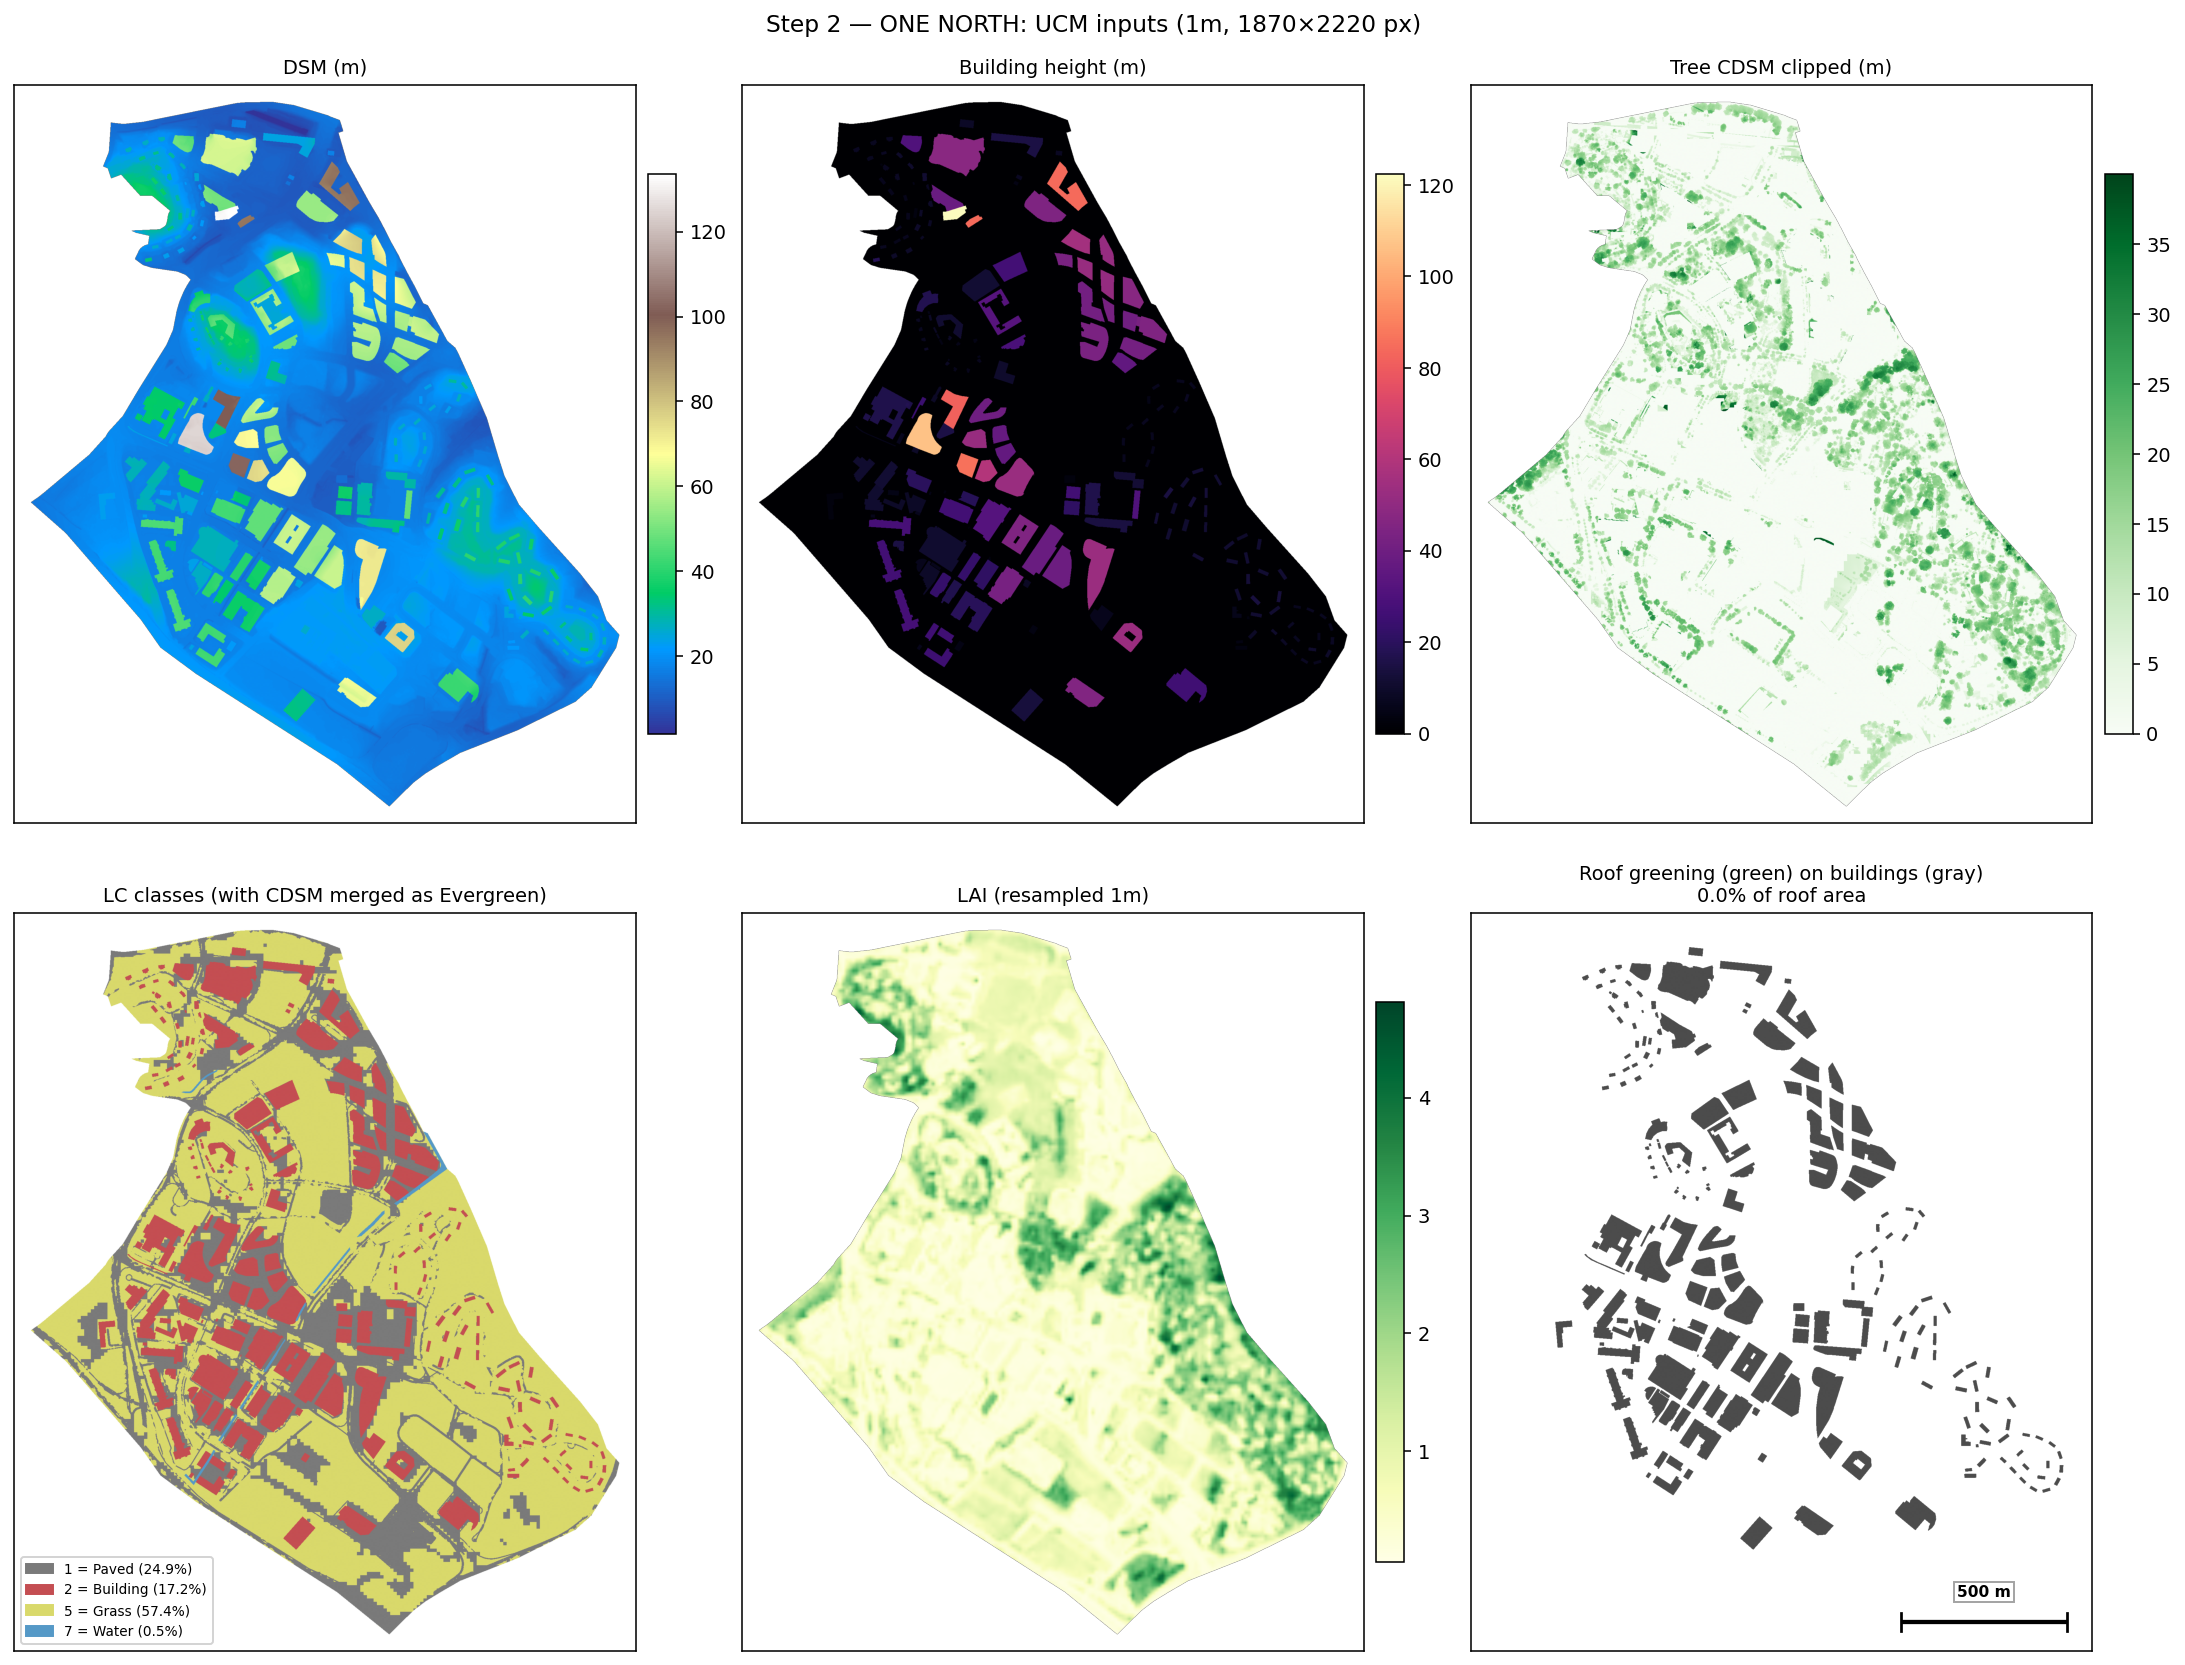 Step 2 — ONE NORTH: UCM inputs (1m, 1870×2220 px)
DSM (m)
120
100
80
60
40
20
Building height (m)
120
100
80
60
40
20
0
Tree CDSM clipped (m)
35
30
25
20
15
10
5
0
LC classes (with CDSM merged as Evergreen)
1 = Paved (24.9%)
2 = Building (17.2%)
5 = Grass (57.4%)
7 = Water (0.5%)
LAI (resampled 1m)
4
3
2
1
Roof greening (green) on buildings (gray)
0.0% of roof area
500 m